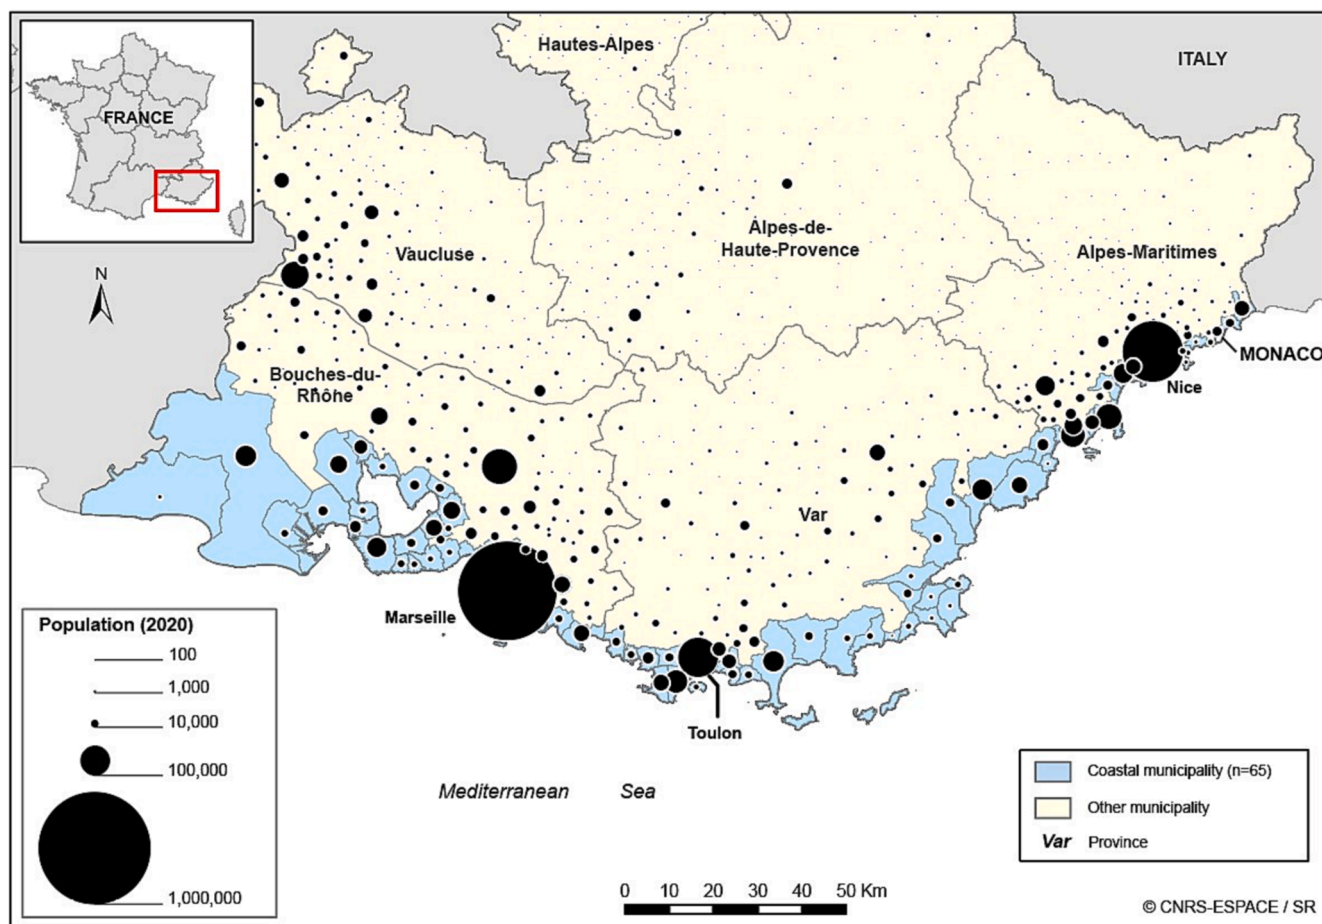 Hautes-Alpes
ITALY
FRANCE
Vaucluse
Alpes-de-
Haute-Provence
Alpes-Maritimes
N
MONACO
Nice
Bouches-du-
Rhône
Var
Marseille
Toulon
Population (2020)
100
1,000
10,000
100,000
1,000,000
Mediterranean Sea
Coastal municipality (n=65)
Other municipality
Var Province
0 10 20 30 40 50 Km
© CNRS-ESPACE / SR